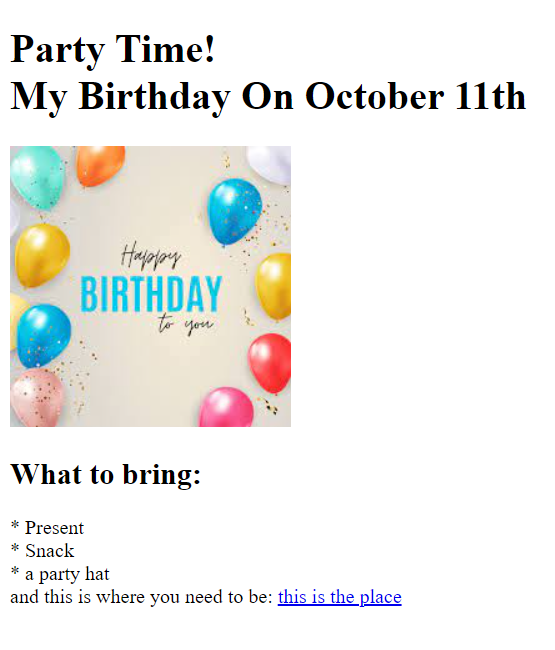 Party Time!
My Birthday On October 11th
Happy
BIRTHDAY
to you
What to bring:
* Present
* Snack
* a party hat
and this is where you need to be: this is the place